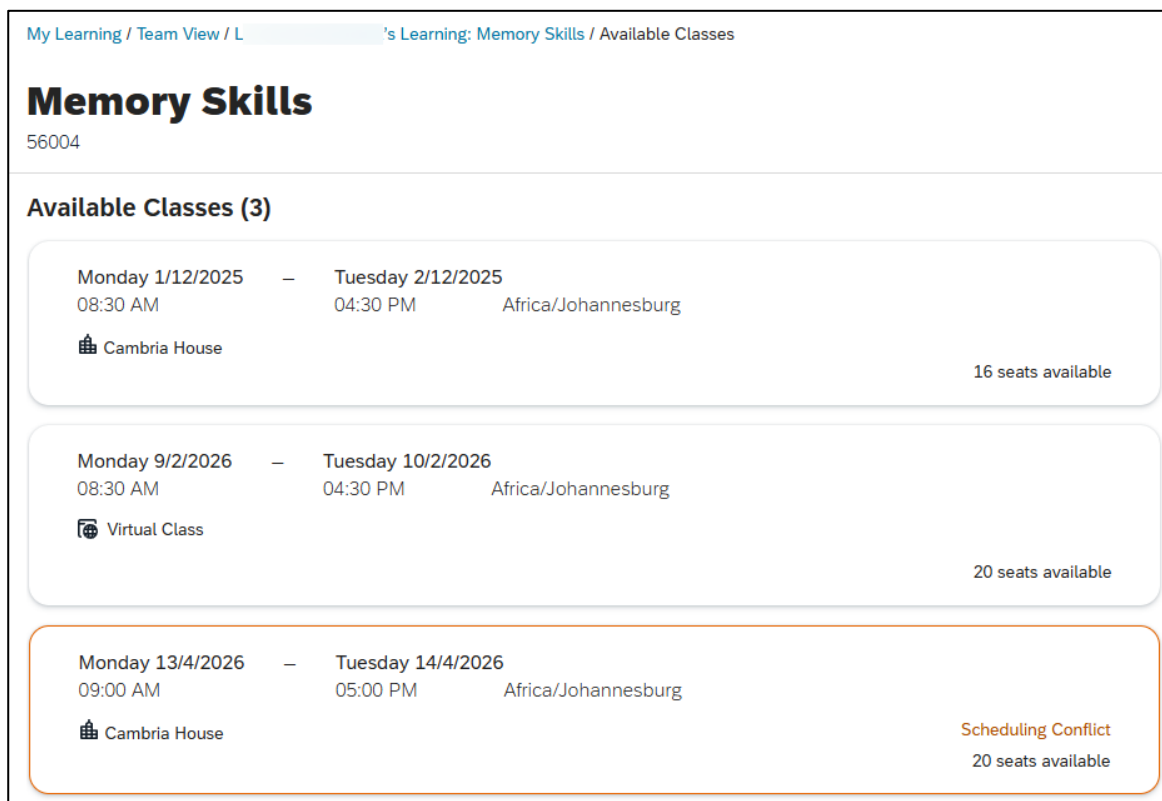 My Learning / Team View / L 's Learning: Memory Skills / Available Classes
Memory Skills
56004
Available Classes (3)
Monday 1/12/2025 – Tuesday 2/12/2025
08:30 AM 04:30 PM Africa/Johannesburg
Cambria House
16 seats available
Monday 9/2/2026 – Tuesday 10/2/2026
08:30 AM 04:30 PM Africa/Johannesburg
Virtual Class
20 seats available
Monday 13/4/2026 – Tuesday 14/4/2026
09:00 AM 05:00 PM Africa/Johannesburg
Cambria House
Scheduling Conflict
20 seats available